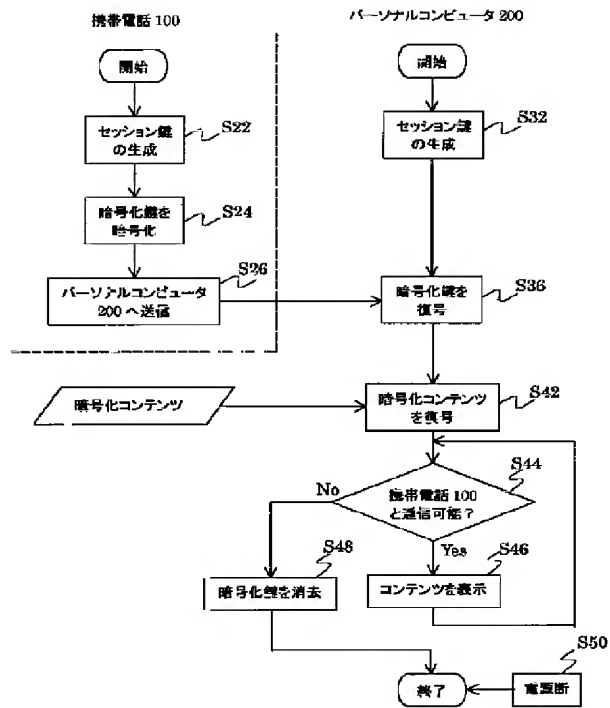 携帯電話 100
パーソナルコンピュータ 200
開始
開始
セッション鍵
の生成
S22
セッション鍵
の生成
S32
暗号化鍵を
暗号化
S24
パーソナルコンピュータ
200 へ送信
S26
暗号化鍵を
復号
S36
暗号化コンテンツ
暗号化コンテンツ
を復号
S42
携帯電話 100
と通信可能?
S44
No
Yes
暗号化鍵を消去
S48
コンテンツを表示
S46
終了
電源断
S50